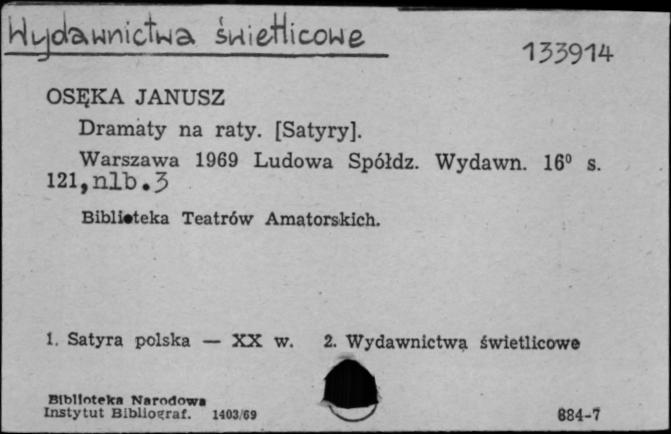 Wydawnictwa świetlicowe
133914
OSĘKA JANUSZ
Dramaty na raty. [Satyry].
Warszawa 1969 Ludowa Spółdz. Wydawn. 16⁰ s.
121, nlb. 3
Biblioteka Teatrów Amatorskich.
1. Satyra polska — XX w. 2. Wydawnictwa świetlicowe
Biblioteka Narodowa
Instytut Bibliograf. 1403/69
884-7